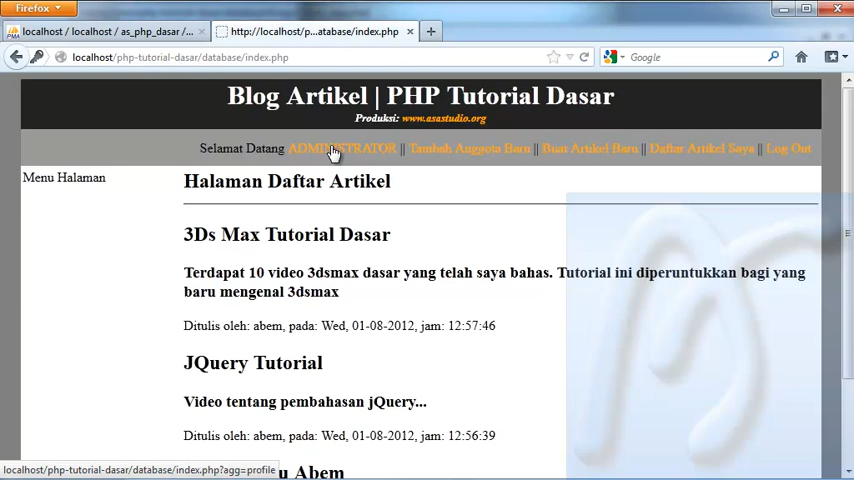 Firefox
localhost / localhost / as_php_dasar /...
http://localhost/p...atabase/index.php
localhost/php-tutorial-dasar/database/index.php
Google
Blog Artikel | PHP Tutorial Dasar
Produksi: www.asastudio.org
Selamat Datang ADMINISTRATOR || Tambah Anggota Baru || Buat Artikel Baru || Daftar Artikel Saya || Log Out
Menu Halaman
Halaman Daftar Artikel
3Ds Max Tutorial Dasar
Terdapat 10 video 3dsmax dasar yang telah saya bahas. Tutorial ini diperuntukkan bagi yang
baru mengenal 3dsmax
Ditulis oleh: abem, pada: Wed, 01-08-2012, jam: 12:57:46
JQuery Tutorial
Video tentang pembahasan jQuery...
Ditulis oleh: abem, pada: Wed, 01-08-2012, jam: 12:56:39
u Abem
localhost/php-tutorial-dasar/database/index.php?agg=profile